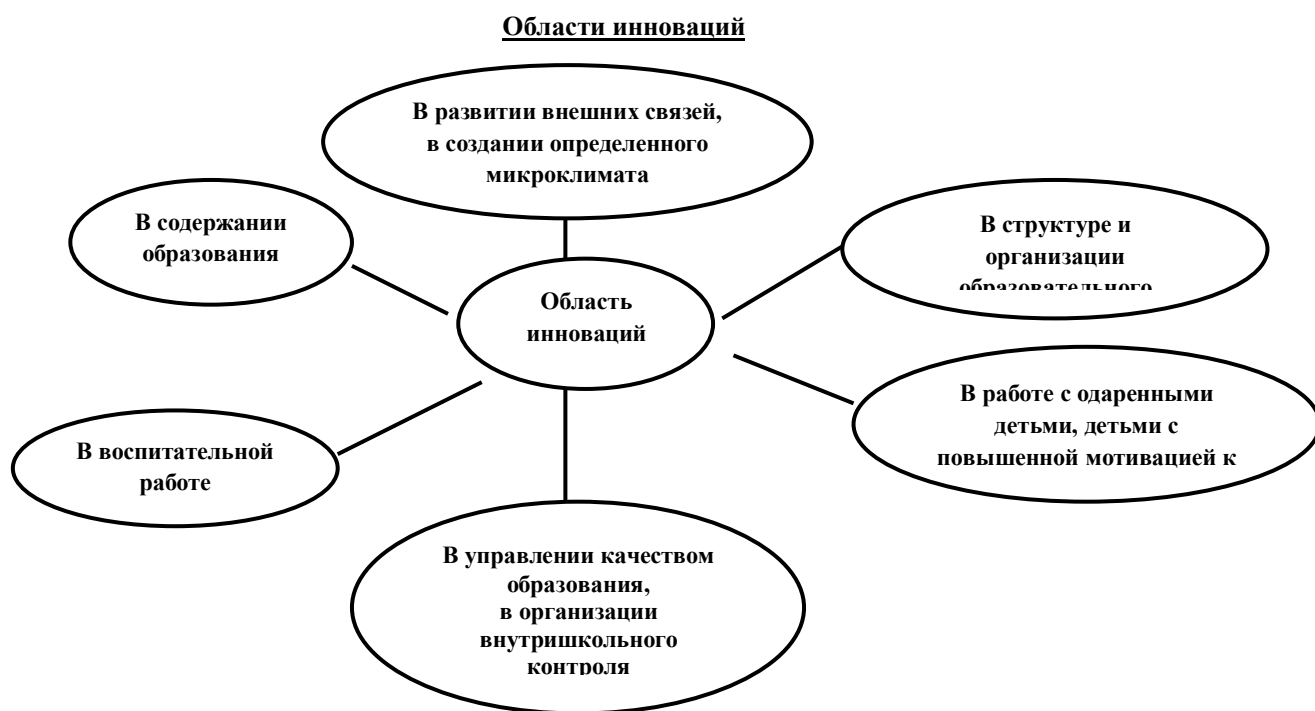 Области инноваций
В развитии внешних связей,
в создании определенного
микроклимата
В содержании
образования
В структуре и
организации
образовательного
Область
инноваций
В работе с одаренными
детьми, детьми с
повышенной мотивацией к
В воспитательной
работе
В управлении качеством
образования,
в организации
внутришкольного
контроля